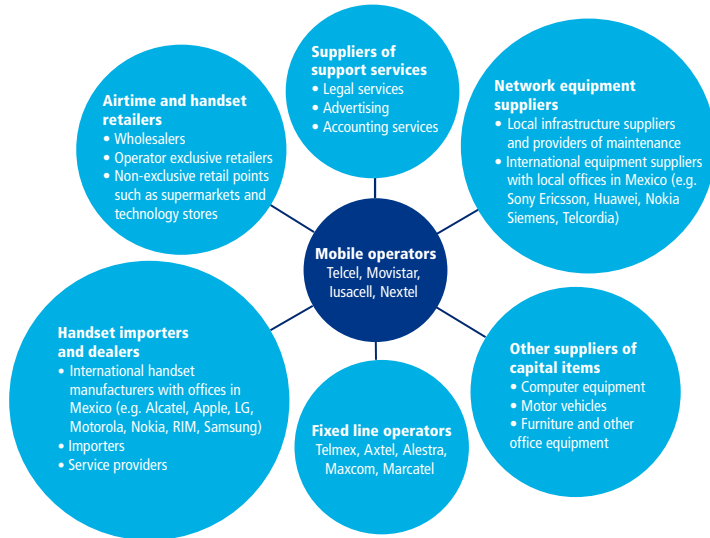 Suppliers of
support services
• Legal services
• Advertising
• Accounting services
Airtime and handset
retailers
• Wholesalers
• Operator exclusive retailers
• Non-exclusive retail points
such as supermarkets and
technology stores
Network equipment
suppliers
• Local infrastructure suppliers
and providers of maintenance
• International equipment suppliers
with local offices in Mexico (e.g.
Sony Ericsson, Huawei, Nokia
Siemens, Telcordia)
Mobile operators
Telcel, Movistar,
Iusacell, Nextel
Handset importers
and dealers
• International handset
manufacturers with offices in
Mexico (e.g. Alcatel, Apple, LG,
Motorola, Nokia, RIM, Samsung)
• Importers
• Service providers
Fixed line operators
Telmex, Axtel, Alestra,
Maxcom, Marcatel
Other suppliers of
capital items
• Computer equipment
• Motor vehicles
• Furniture and other
office equipment